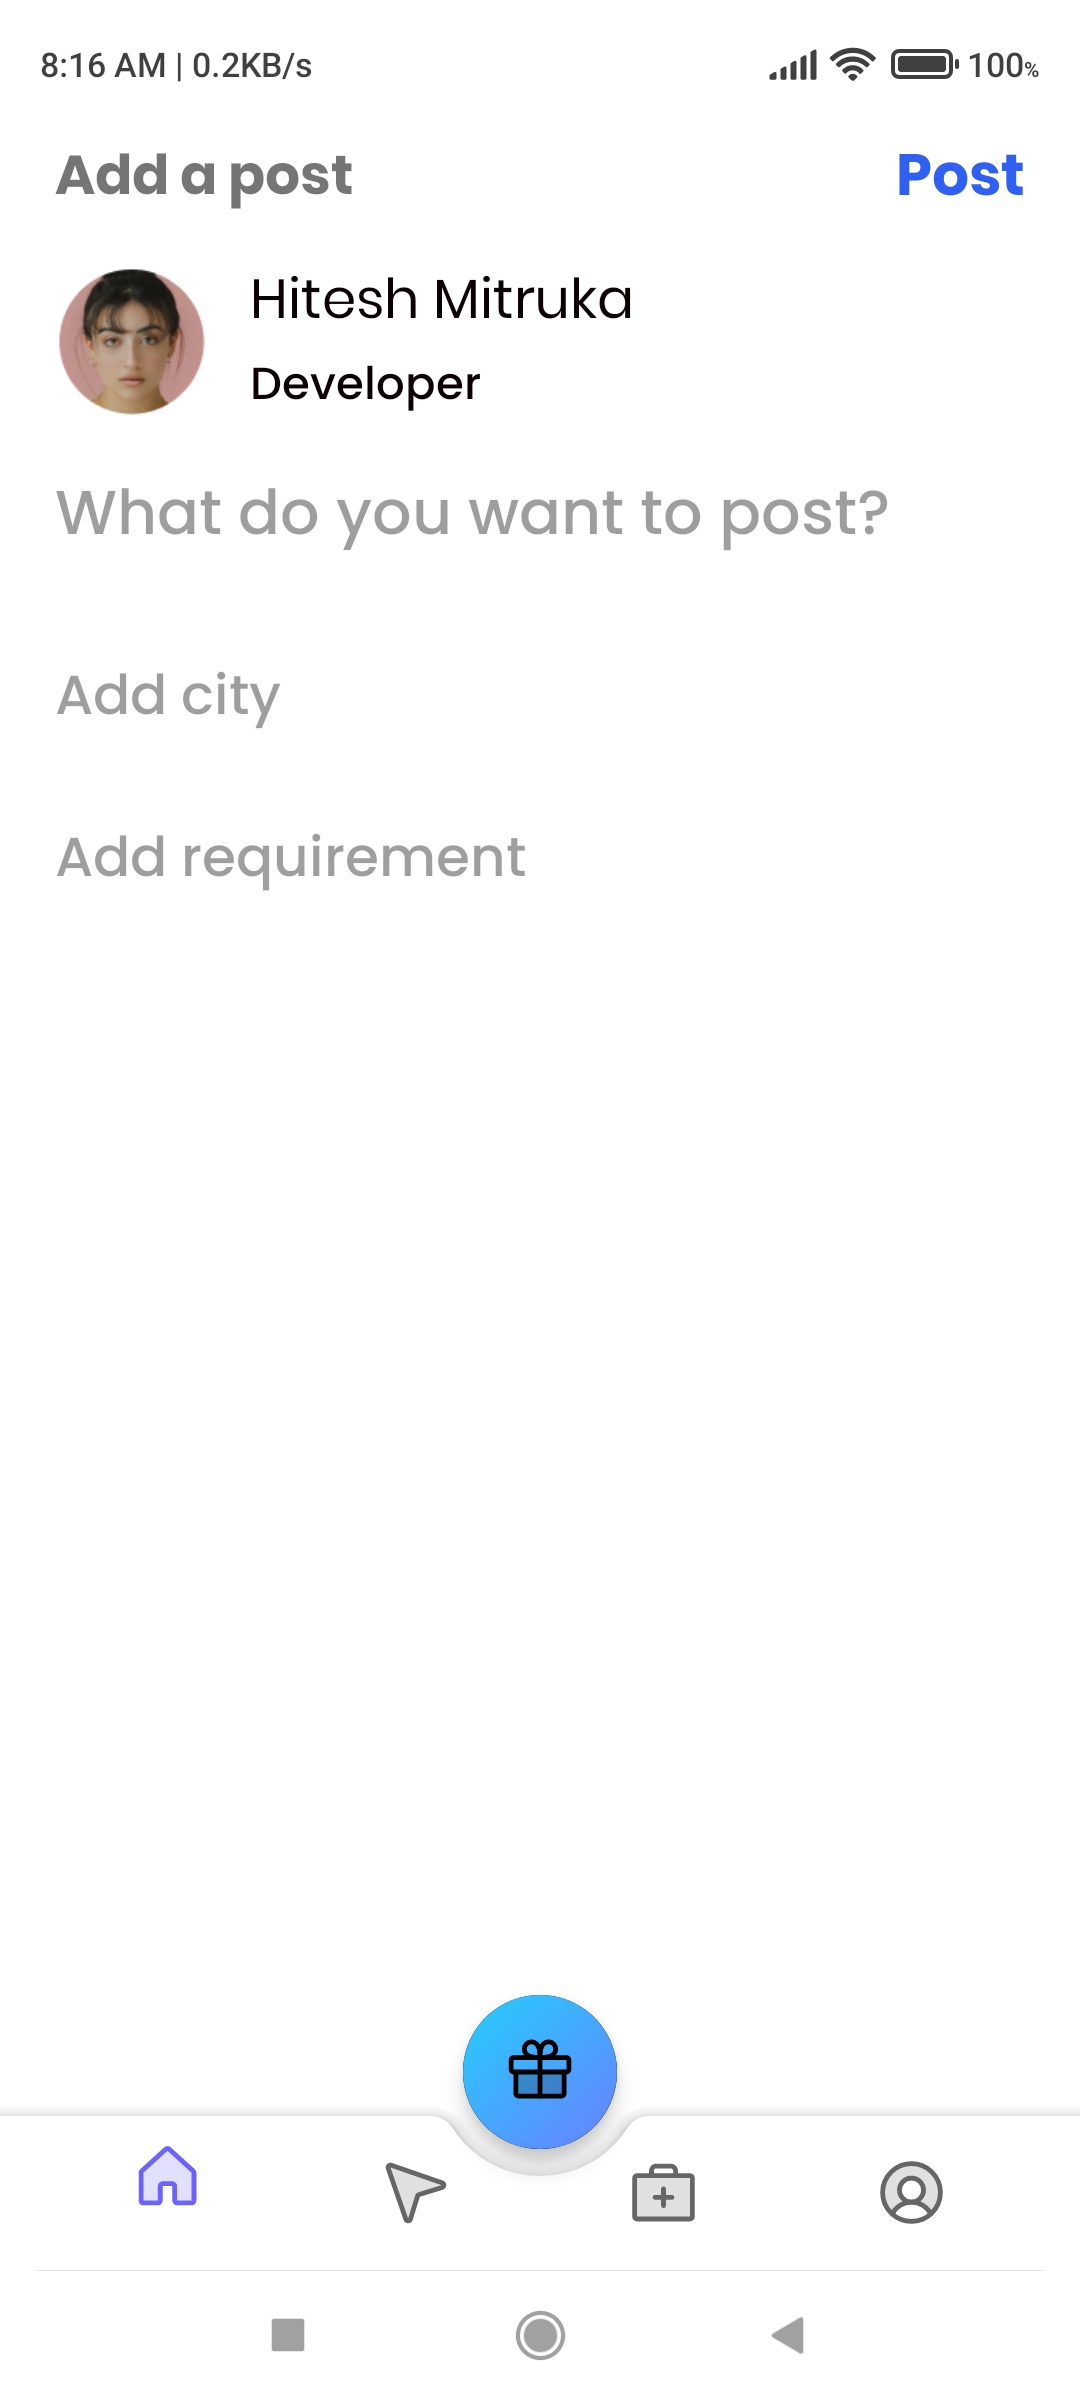 8:16 AM | 0.2KB/s 100%
Add a post Post
Hitesh Mitruka
Developer
What do you want to post?
Add city
Add requirement